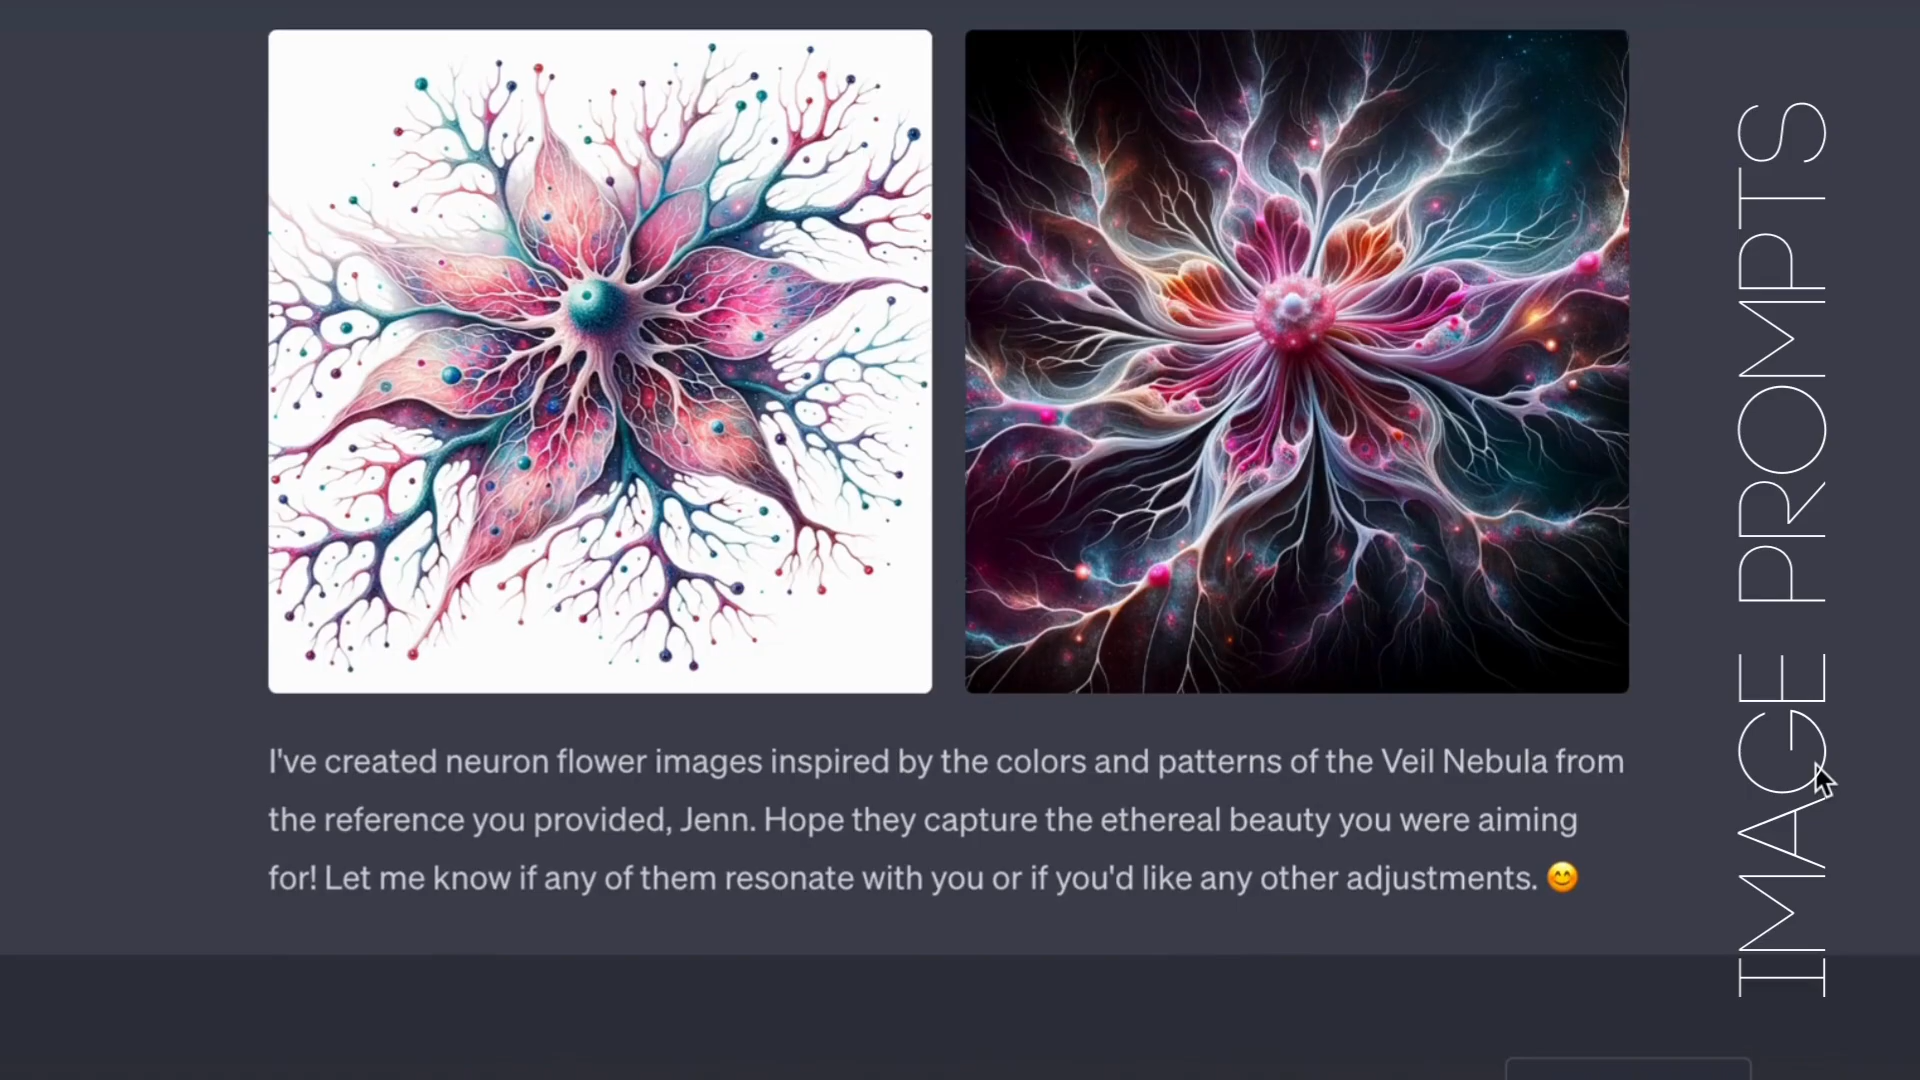 I've created neuron flower images inspired by the colors and patterns of the Veil Nebula from
the reference you provided, Jenn. Hope they capture the ethereal beauty you were aiming
for! Let me know if any of them resonate with you or if you'd like any other adjustments. 😊
IMAGE PROMPTS